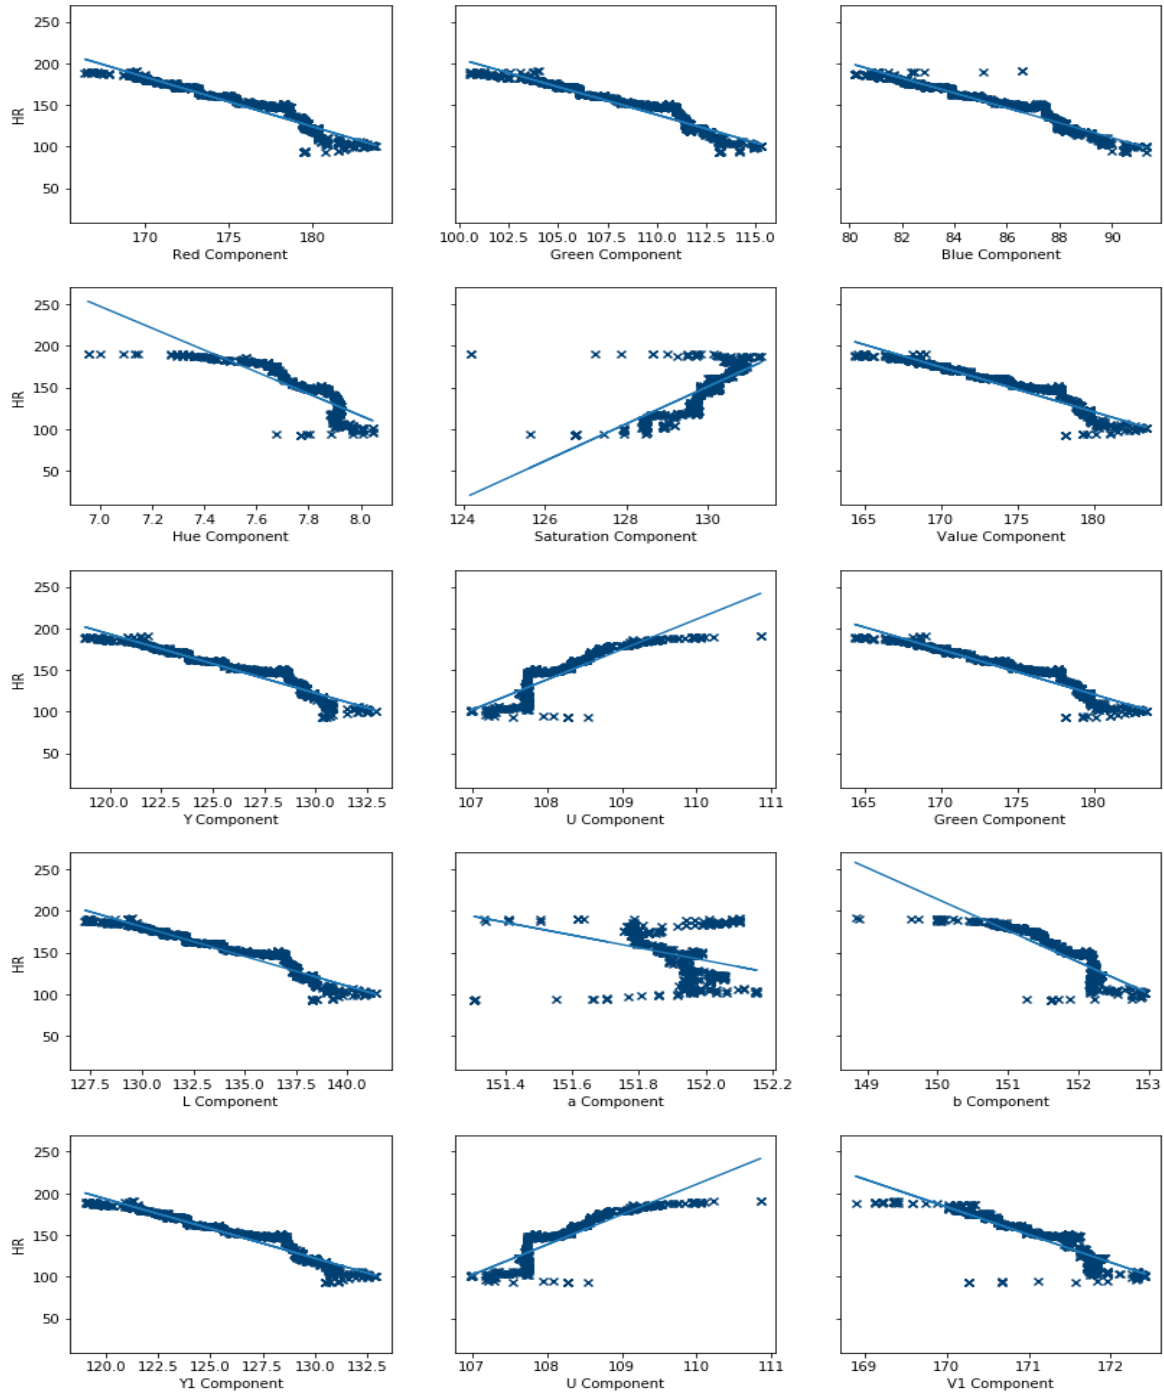 250
200
150
100
50
HR
170 175 180
Red Component
100.0 102.5 105.0 107.5 110.0 112.5 115.0
Green Component
80 82 84 86 88 90
Blue Component
250
200
150
100
50
HR
7.0 7.2 7.4 7.6 7.8 8.0
Hue Component
124 126 128 130
Saturation Component
165 170 175 180
Value Component
250
200
150
100
50
HR
120.0 122.5 125.0 127.5 130.0 132.5
Y Component
107 108 109 110 111
U Component
165 170 175 180
Green Component
250
200
150
100
50
HR
127.5 130.0 132.5 135.0 137.5 140.0
L Component
151.4 151.6 151.8 152.0 152.2
a Component
149 150 151 152 153
b Component
250
200
150
100
50
HR
120.0 122.5 125.0 127.5 130.0 132.5
Y1 Component
107 108 109 110 111
U Component
169 170 171 172
V1 Component